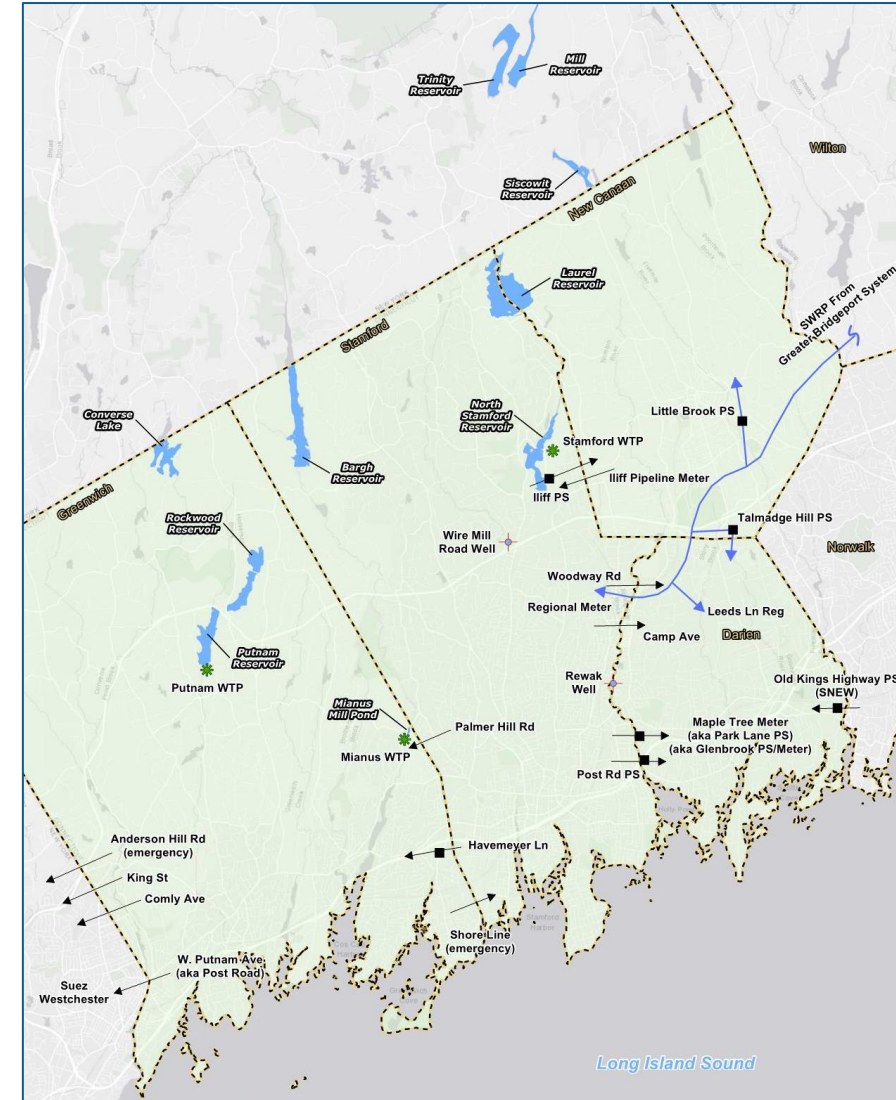 Mill
Reservoir
Trinity
Reservoir
Wilton
Siscowit
Reservoir
New Canaan
Laurel
Reservoir
SWRP From
Greater Bridgeport System
Stamford
Little Brook PS
North
Stamford
Reservoir
Converse
Lake
Stamford WTP
Bargh
Reservoir
Iliff Pipeline Meter
Iliff PS
Greenwich
Rockwood
Reservoir
Talmadge Hill PS
Wire Mill
Road Well
Norwalk
Woodway Rd
Regional Meter
Leeds Ln Reg
Camp Ave
Darien
Putnam
Reservoir
Putnam WTP
Rewak
Well
Old Kings Highway PS
(SNEW)
Mianus
Mill Pond
Palmer Hill Rd
Maple Tree Meter
(aka Park Lane PS)
(aka Glenbrook PS/Meter)
Mianus WTP
Post Rd PS
Anderson Hill Rd
(emergency)
Havemeyer Ln
King St
Comly Ave
Stamford
Harbor
Shore Line
(emergency)
W. Putnam Ave
(aka Post Road)
Suez
Westchester
Long Island Sound